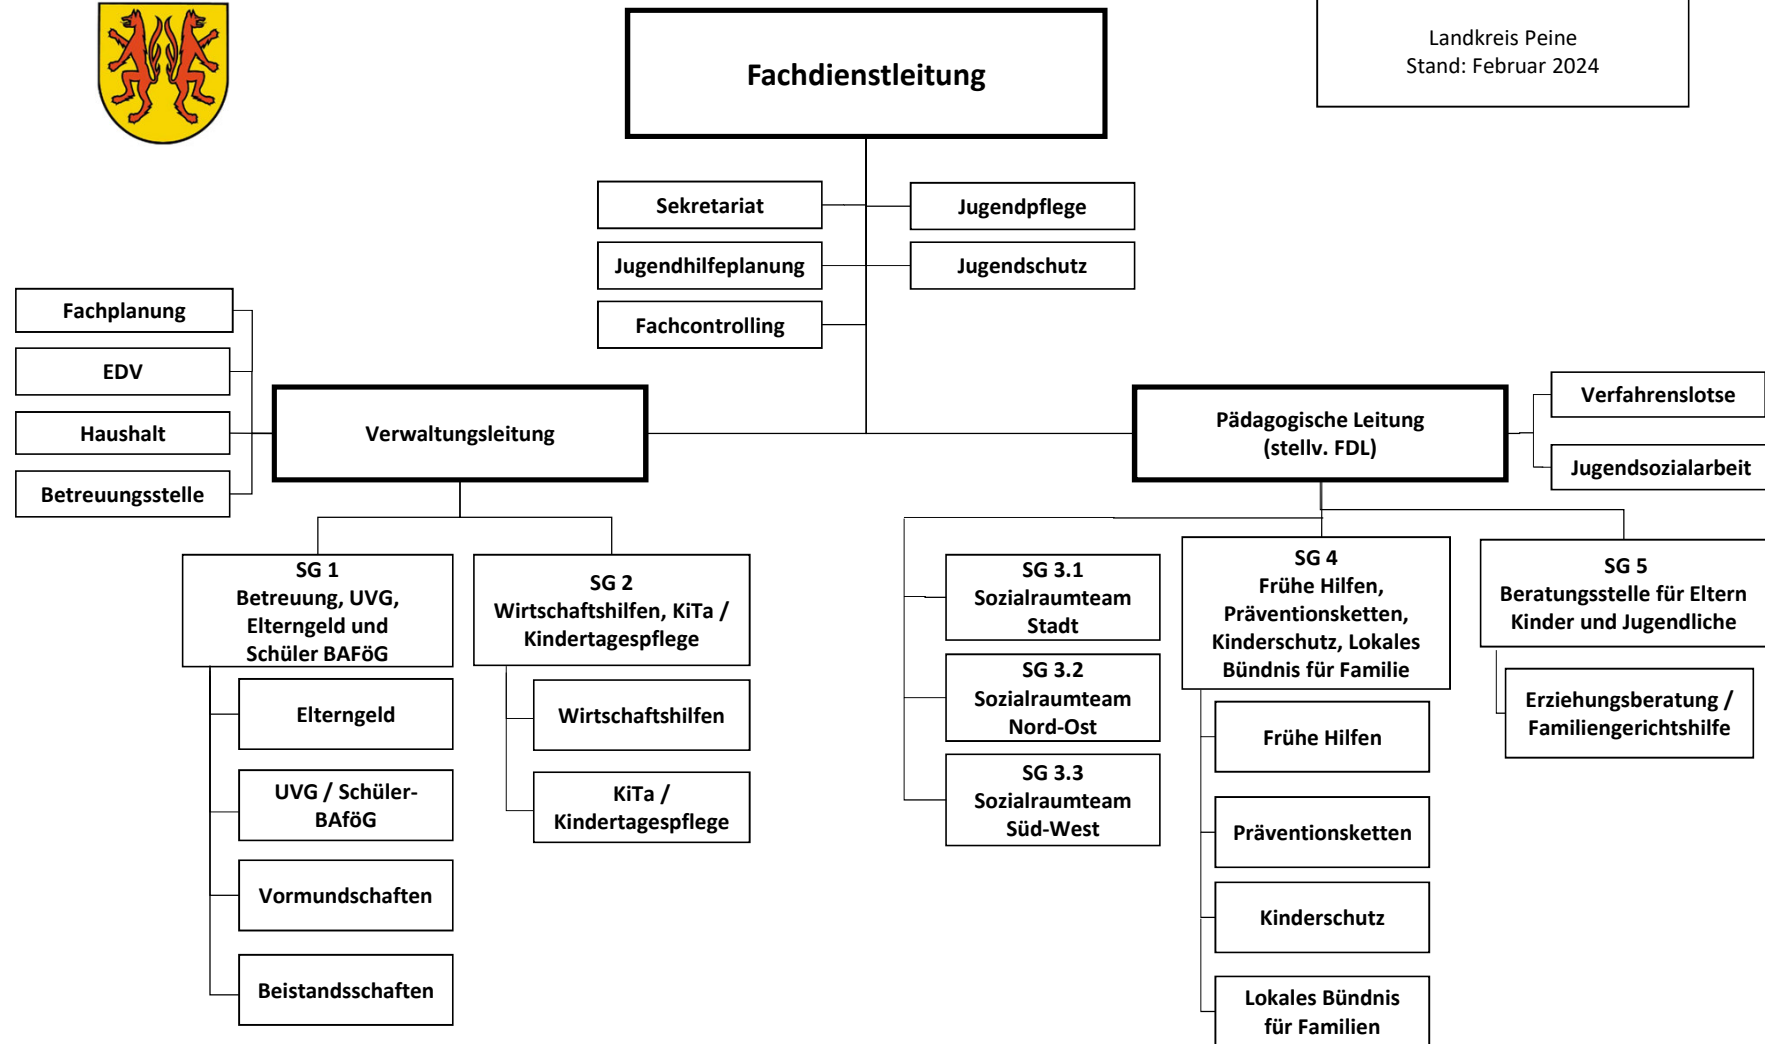 Fachdienstleitung
Landkreis Peine
Stand: Februar 2024
Sekretariat
Jugendpflege
Jugendhilfeplanung
Jugendschutz
Fachcontrolling
Fachplanung
EDV
Haushalt
Betreuungsstelle
Verwaltungsleitung
Pädagogische Leitung
(stellv. FDL)
Verfahrenslotse
Jugendsozialarbeit
SG 1
Betreuung, UVG,
Elterngeld und
Schüler BAFöG
Elterngeld
UVG / Schüler-
BAföG
Vormundschaften
Beistandsschaften
SG 2
Wirtschaftshilfen, KiTa /
Kindertagespflege
Wirtschaftshilfen
KiTa /
Kindertagespflege
SG 3.1
Sozialraumteam
Stadt
SG 3.2
Sozialraumteam
Nord-Ost
SG 3.3
Sozialraumteam
Süd-West
SG 4
Frühe Hilfen,
Präventionsketten,
Kinderschutz, Lokales
Bündnis für Familie
Frühe Hilfen
Präventionsketten
Kinderschutz
Lokales Bündnis
für Familien
SG 5
Beratungsstelle für Eltern
Kinder und Jugendliche
Erziehungsberatung /
Familiengerichtshilfe